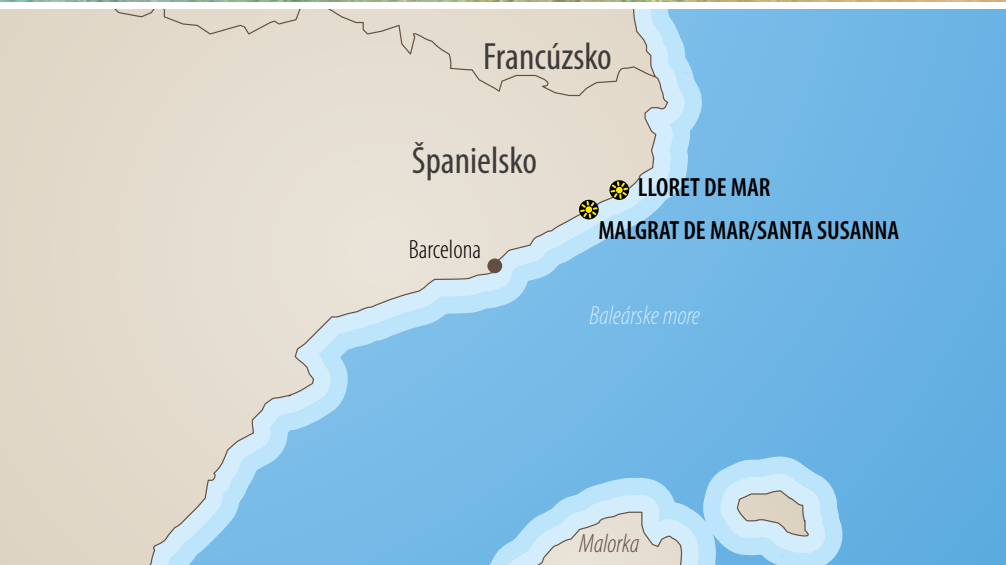 Francúzsko
Španielsko
LLORET DE MAR
MALGRAT DE MAR/SANTA SUSANNA
Barcelona
Baleárske more
Malorka